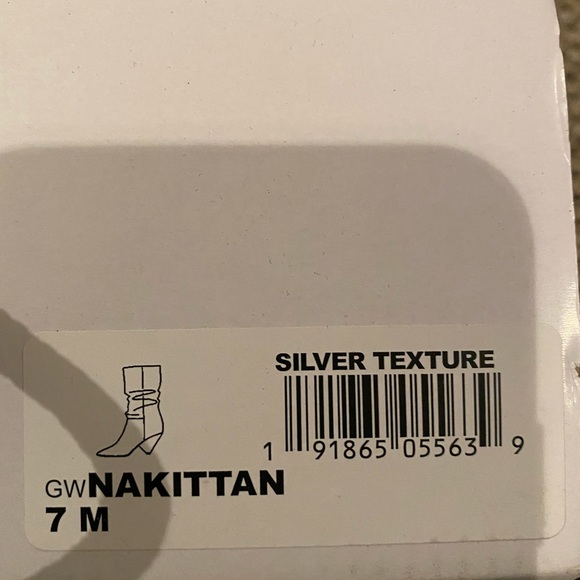 SILVER TEXTURE
1 91865 05563 9
GWNAKITTAN
7 M